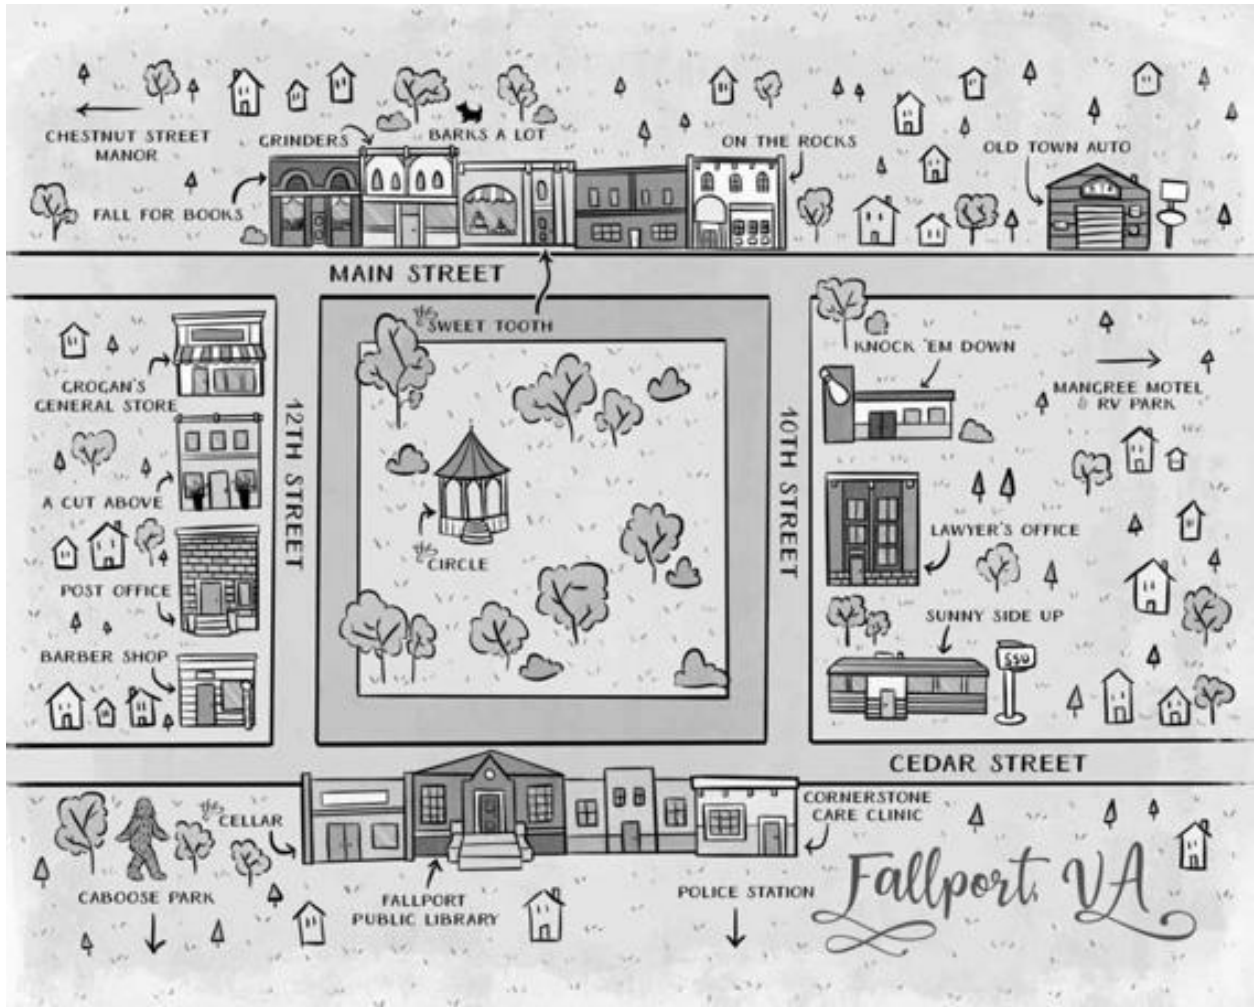 CHESTNUT STREET
MANOR
GRINDERS
BARKS A LOT
ON THE ROCKS
OLD TOWN AUTO
FALL FOR BOOKS
MAIN STREET
the
SWEET TOOTH
KNOCK 'EM DOWN
GROGAN'S
GENERAL STORE
MANGREE MOTEL
& RV PARK
12TH STREET
10TH STREET
A CUT ABOVE
LAWYER'S OFFICE
the
CIRCLE
POST OFFICE
SUNNY SIDE UP
BARBER SHOP
SSU
CEDAR STREET
the
CELLAR
CORNERSTONE
CARE CLINIC
CABOOSE PARK
FALLPORT
PUBLIC LIBRARY
POLICE STATION
Fallport, VA